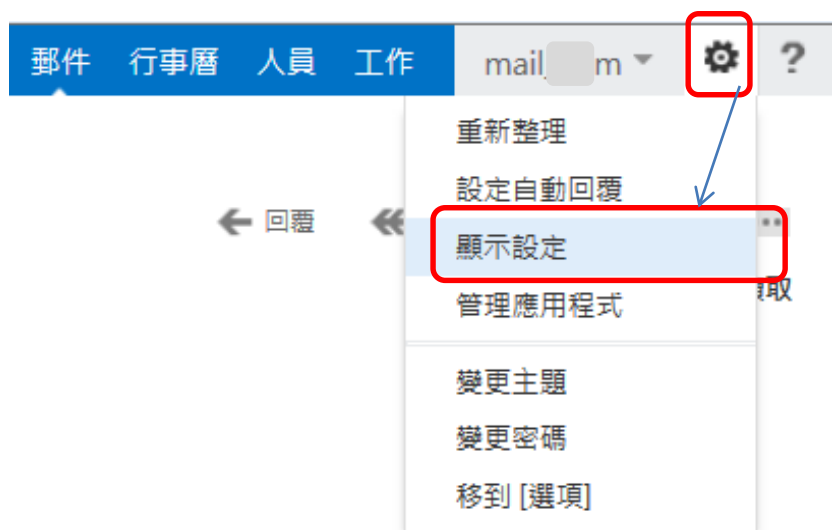 郵件 行事曆 人員 工作 mail_ m ?
重新整理
設定自動回覆
回覆
顯示設定
管理應用程式
取
變更主題
變更密碼
移到 [選項]